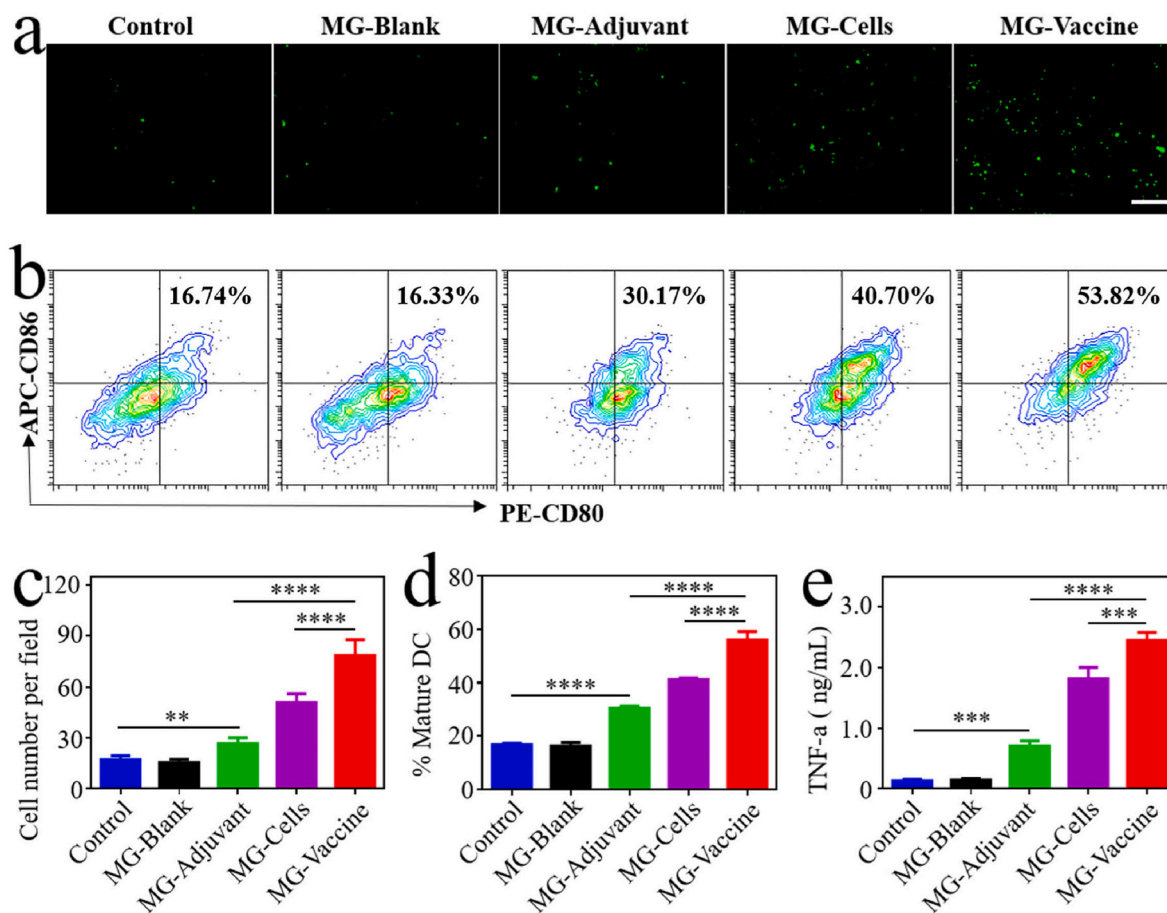 a
Control MG-Blank MG-Adjuvant MG-Cells MG-Vaccine
b
16.74% 16.33% 30.17% 40.70% 53.82%
APC-CD86
PE-CD80
c
Cell number per field
120
90
60
30
0
**
****
****
Control MG-Blank MG-Adjuvant MG-Cells MG-Vaccine
d
% Mature DC
80
60
40
20
0
****
****
****
Control MG-Blank MG-Adjuvant MG-Cells MG-Vaccine
e
TNF-a ( ng/mL)
3.0
2.0
1.0
0
***
****
***
Control MG-Blank MG-Adjuvant MG-Cells MG-Vaccine